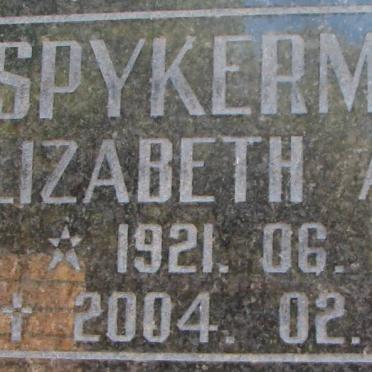 SPYKERM
LIZABETH A
☆ 1921. 06.
✝ 2004. 02.